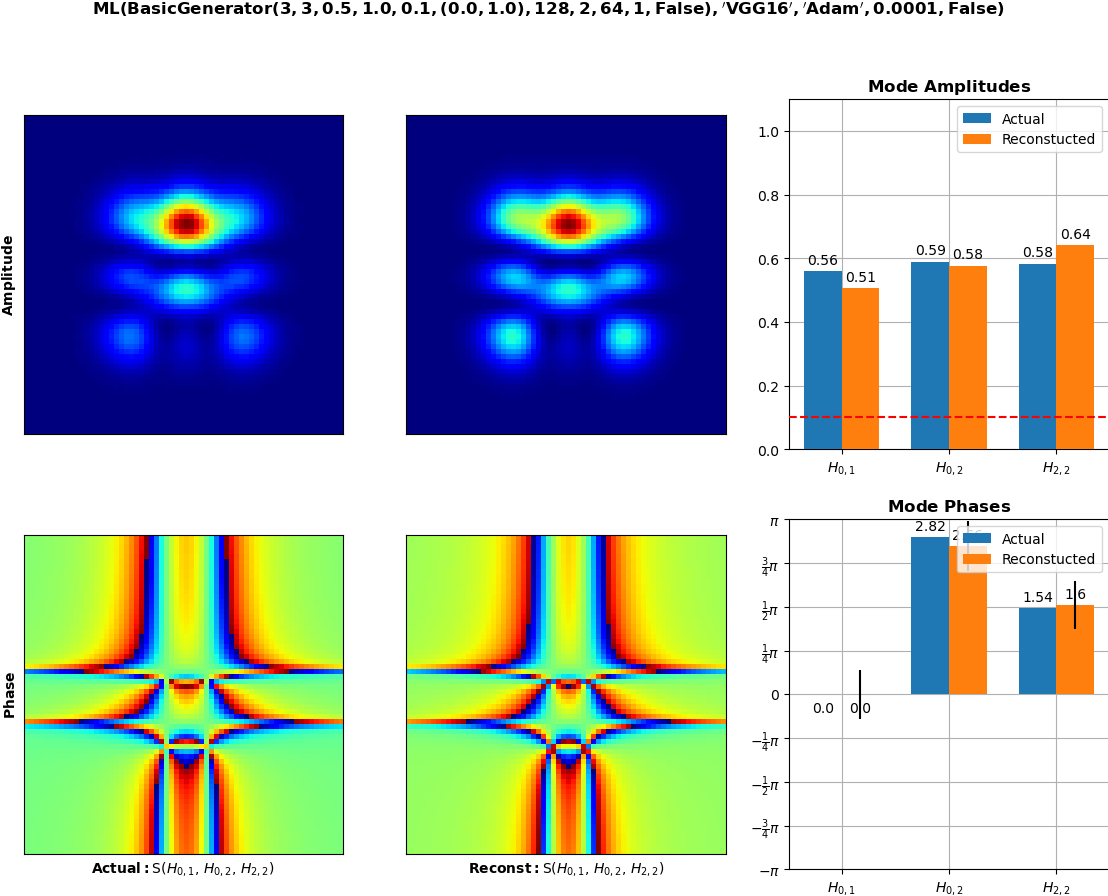 ML(BasicGenerator(3, 3, 0.5, 1.0, 0.1, (0.0, 1.0), 128, 2, 64, 1, False), ′VGG16′, ′Adam′, 0.0001, False)
Amplitude
Mode Amplitudes
Actual
Reconstucted
1.0
0.8
0.6
0.4
0.2
0.0
0.56
0.51
0.59
0.58
0.58
0.64
H0, 1
H0, 2
H2, 2
Phase
Actual: S(H0, 1, H0, 2, H2, 2)
Reconst: S(H0, 1, H0, 2, H2, 2)
Mode Phases
Actual
Reconstucted
π
3/4π
1/2π
1/4π
0
−1/4π
−1/2π
−3/4π
−π
0.0
0.0
2.82
1.54
1.6
H0, 1
H0, 2
H2, 2